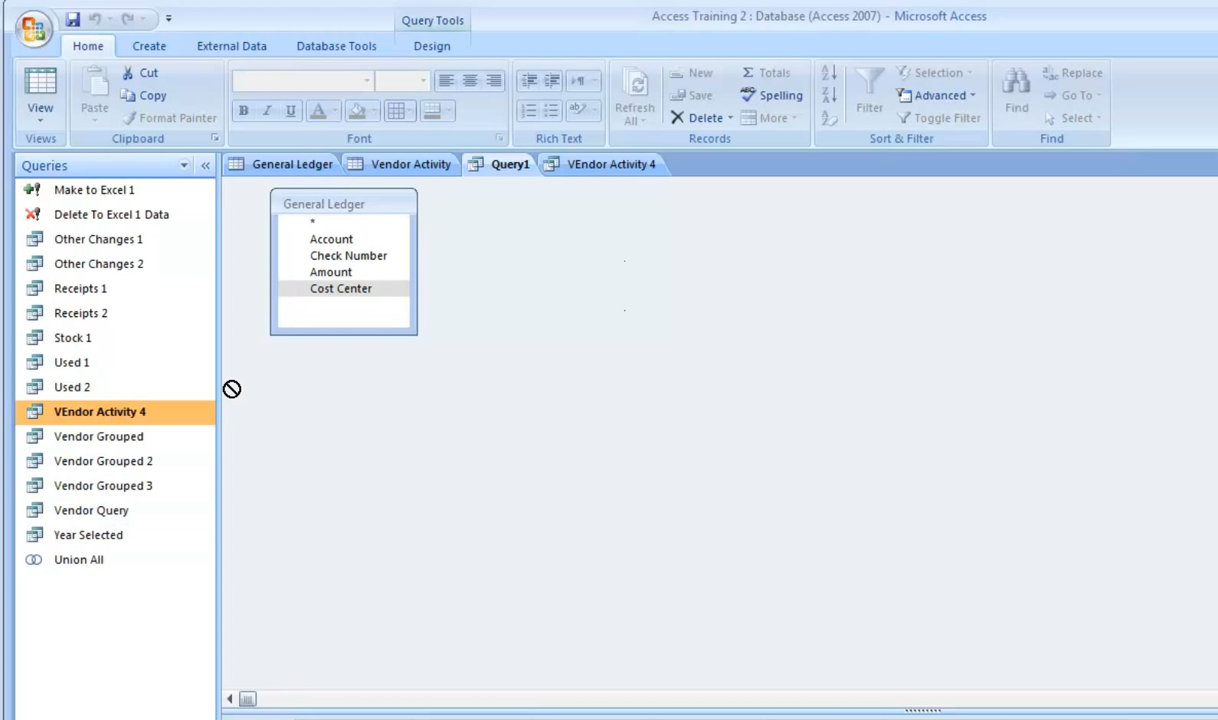 Access Training 2 : Database (Access 2007) - Microsoft Access
Query Tools
Home Create External Data Database Tools Design
View
Views
Paste
Cut
Copy
Format Painter
Clipboard
B I U A
Font
Rich Text
Refresh All
New
Save
Delete
Totals
Spelling
More
Records
Filter
Selection
Advanced
Toggle Filter
Sort & Filter
Find
Replace
Go To
Select
Find
Queries
General Ledger
Vendor Activity
Query1
VEndor Activity 4
Make to Excel 1
Delete To Excel 1 Data
Other Changes 1
Other Changes 2
Receipts 1
Receipts 2
Stock 1
Used 1
Used 2
VEndor Activity 4
Vendor Grouped
Vendor Grouped 2
Vendor Grouped 3
Vendor Query
Year Selected
Union All
General Ledger
*
Account
Check Number
Amount
Cost Center